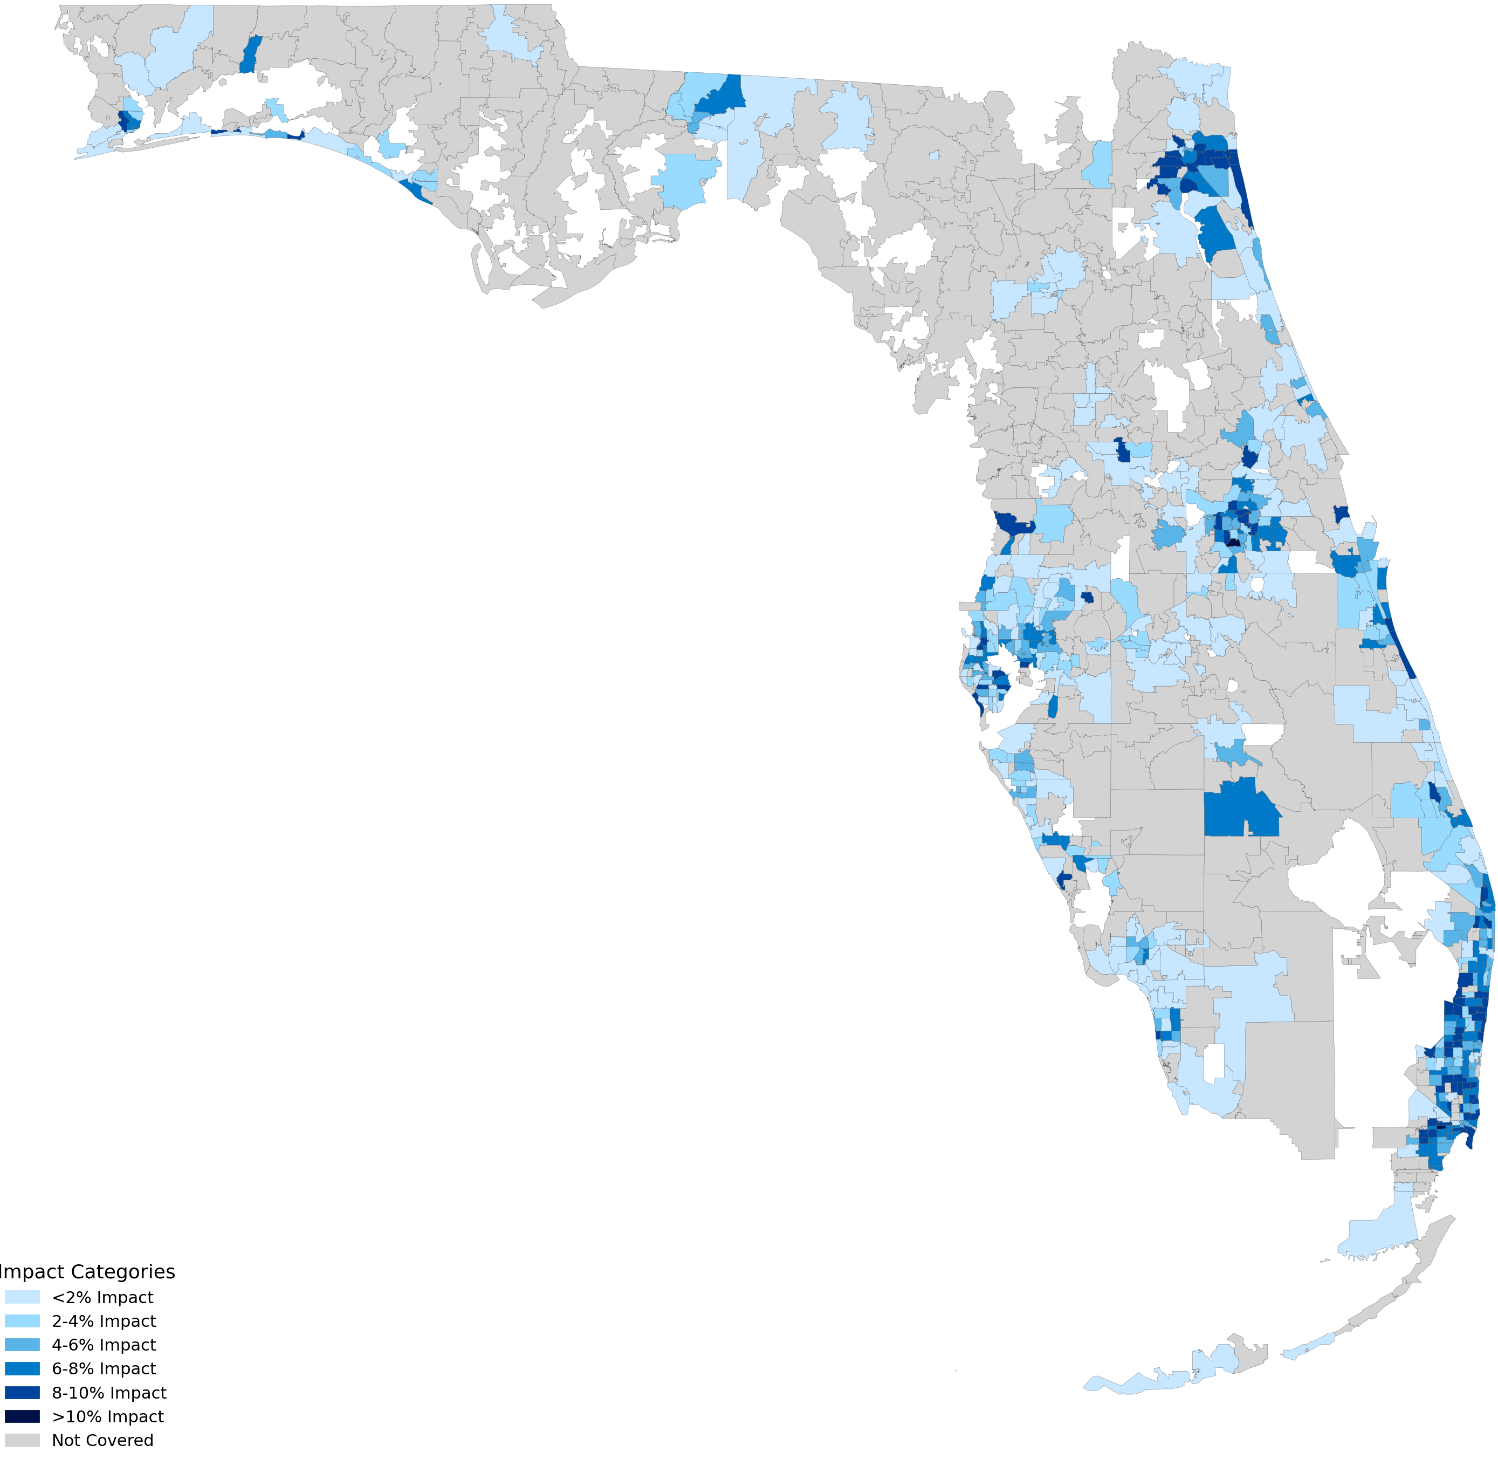 Impact Categories
<2% Impact
2-4% Impact
4-6% Impact
6-8% Impact
8-10% Impact
>10% Impact
Not Covered